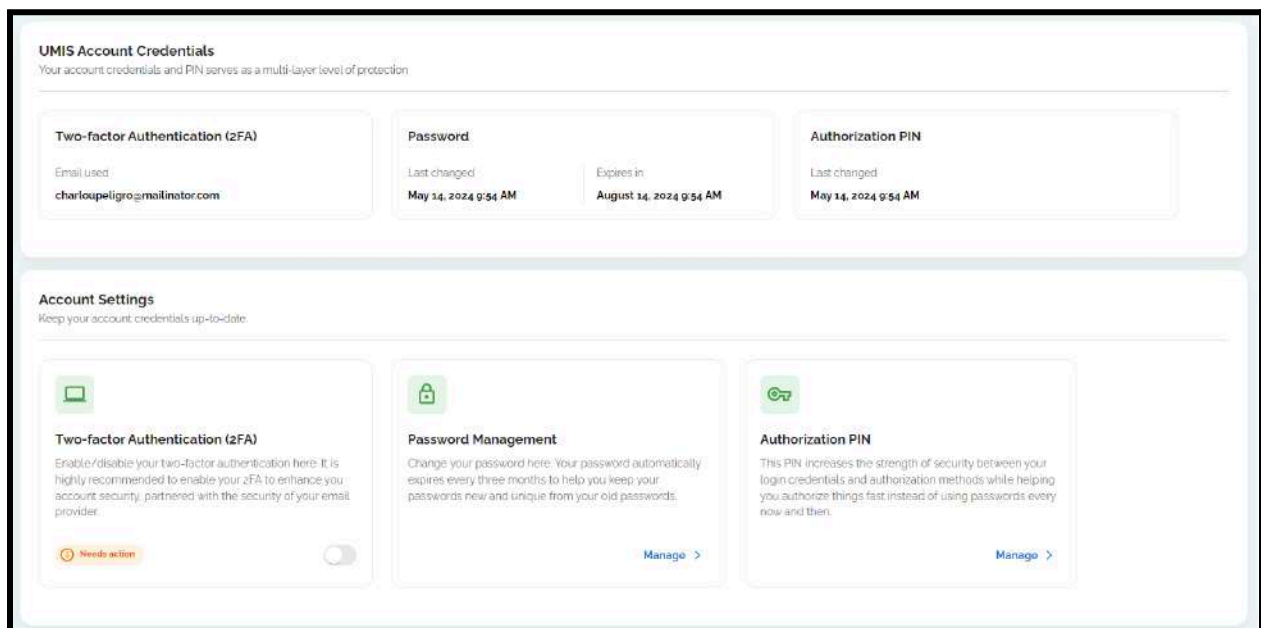 UMIS Account Credentials
Your account credentials and PIN serves as a multi-layer level of protection
Two-factor Authentication (2FA)
Email used
charloupeligro@mailinator.com
Password
Last changed
May 14, 2024 9:54 AM
Expires in
August 14, 2024 9:54 AM
Authorization PIN
Last changed
May 14, 2024 9:54 AM
Account Settings
Keep your account credentials up-to-date.
Two-factor Authentication (2FA)
Enable/disable your two-factor authentication here. It is
highly recommended to enable your 2FA to enhance you
account security, partnered with the security of your email
provider.
Needs action
Password Management
Change your password here. Your password automatically
expires every three months to help you keep your
passwords new and unique from your old passwords.
Manage >
Authorization PIN
This PIN increases the strength of security between your
login credentials and authorization methods while helping
you authorize things fast instead of using passwords every
now and then.
Manage >